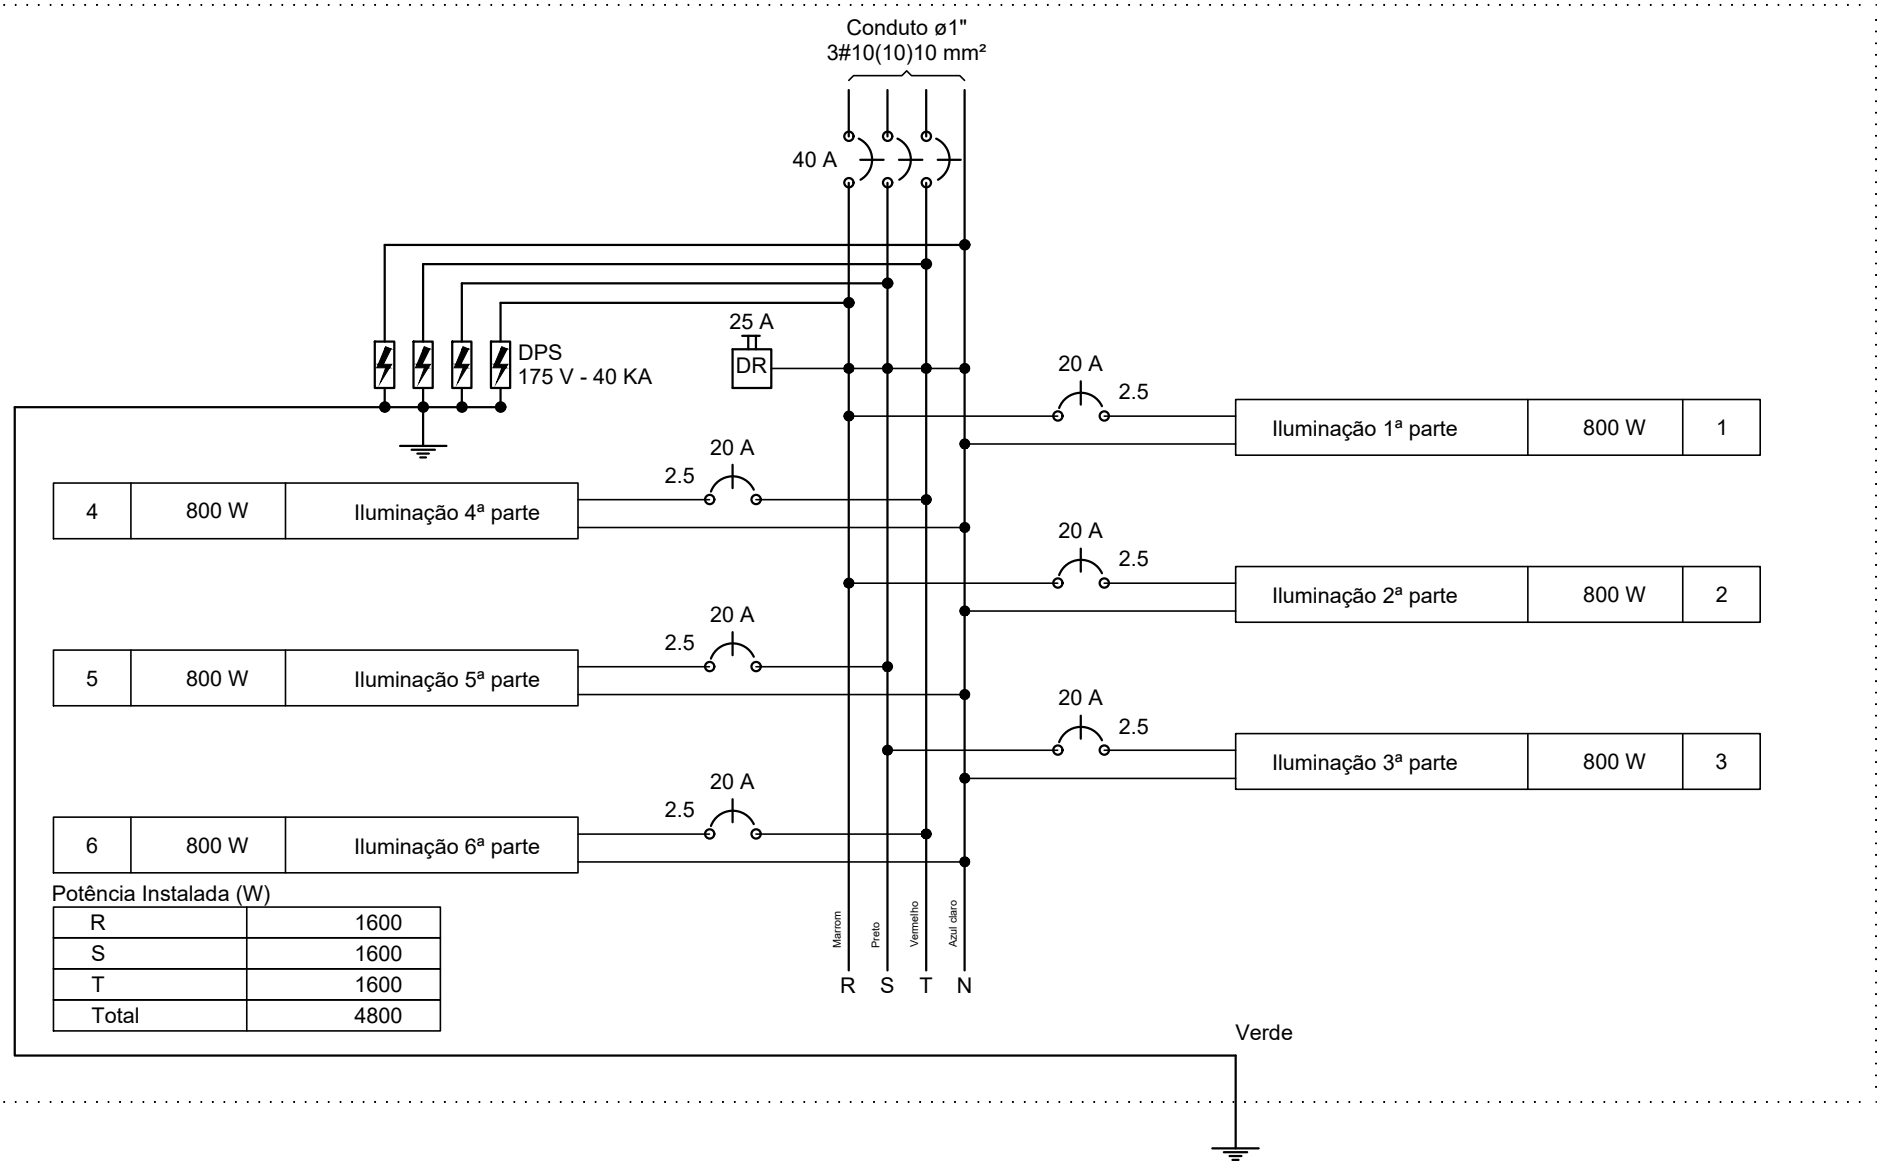 Conduto ø1"
3#10(10)10 mm²
40 A
25 A
DR
DPS
175 V - 40 KA
20 A
2.5
Iluminação 1ª parte 800 W 1
20 A
2.5
4 800 W Iluminação 4ª parte
20 A
2.5
Iluminação 2ª parte 800 W 2
20 A
2.5
5 800 W Iluminação 5ª parte
20 A
2.5
Iluminação 3ª parte 800 W 3
20 A
2.5
6 800 W Iluminação 6ª parte
Potência Instalada (W)
R 1600
S 1600
T 1600
Total 4800
Marrom
Preto
Vermelho
Azul claro
R S T N
Verde